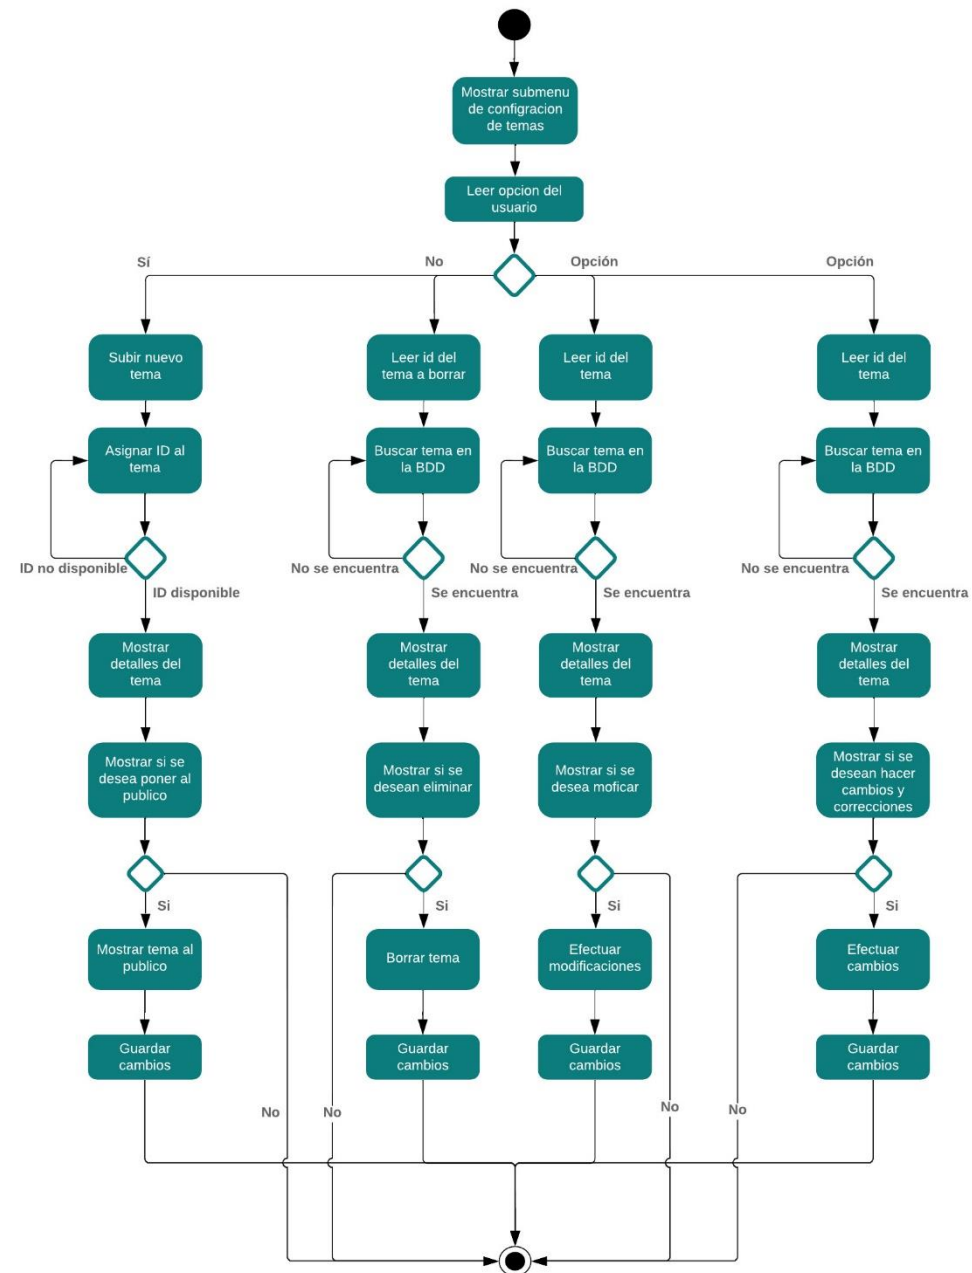 Mostrar submenu
de configracion
de temas
Leer opcion del
usuario
Sí
No
Opción
Opción
Subir nuevo
tema
Leer id del
tema a borrar
Leer id del
tema
Leer id del
tema
Asignar ID al
tema
Buscar tema en
la BDD
Buscar tema en
la BDD
Buscar tema en
la BDD
ID no disponible
No se encuentra
No se encuentra
No se encuentra
ID disponible
Se encuentra
Se encuentra
Se encuentra
Mostrar
detalles del
tema
Mostrar
detalles del
tema
Mostrar
detalles del
tema
Mostrar
detalles del
tema
Mostrar si se
desea poner al
publico
Mostrar si se
desean eliminar
Mostrar si se
desea moficar
Mostrar si se
desean hacer
cambios y
correcciones
Si
Si
Si
Si
Mostrar tema al
publico
Borrar tema
Efectuar
modificaciones
Efectuar
cambios
Guardar
cambios
Guardar
cambios
Guardar
cambios
Guardar
cambios
No
No
No
No